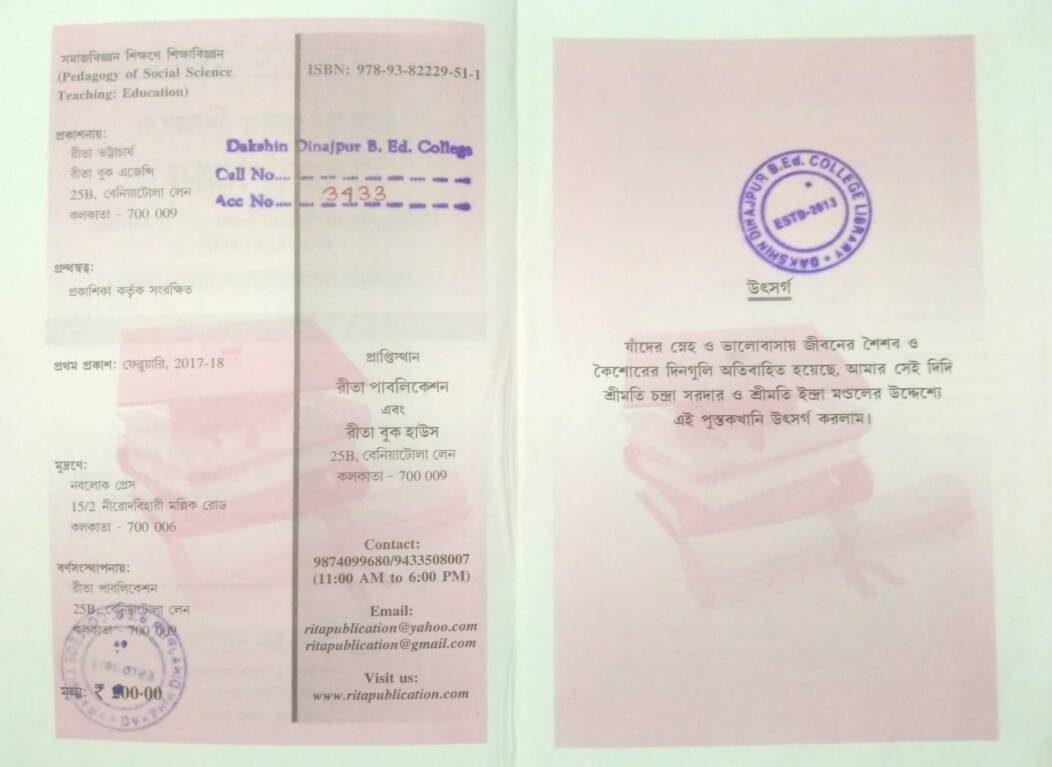 সমাজবিজ্ঞান শিক্ষণে শিক্ষাবিজ্ঞান
(Pedagogy of Social Science
Teaching: Education)
প্রকাশনায়:
রীতা ভট্টাচার্য
রীতা বুক এজেন্সি
25B, বেনিয়াটোলা লেন
কলকাতা - 700 009
গ্রন্থস্বত্ব:
প্রকাশিকা কর্তৃক সংরক্ষিত
প্রথম প্রকাশ: ফেব্রুয়ারি, 2017-18
মুদ্রণে:
নবলোক প্রেস
15/2 নীরোদবিহারী মল্লিক রোড
কলকাতা - 700 006
বর্ণসংস্থাপনায়:
রীতা পাবলিকেশন
25B, বেনিয়াটোলা লেন
কলকাতা - 700 009
মূল্য: ₹ 00·00
ISBN: 978-93-82229-51-1
Dakshin Dinajpur B. Ed. College
Call No....
Acc No.... 3433
প্রাপ্তিস্থান
রীতা পাবলিকেশন
এবং
রীতা বুক হাউস
25B, বেনিয়াটোলা লেন
কলকাতা - 700 009
Contact:
9874099680/9433508007
(11:00 AM to 6:00 PM)
Email:
ritapublication@yahoo.com
ritapublication@gmail.com
Visit us:
www.ritapublication.com
DAKSHIN DINAJPUR B.Ed. COLLEGE LIBRARY
ESTD-2013
উৎসর্গ
যাঁদের স্নেহ ও ভালোবাসায় জীবনের শৈশব ও
কৈশোরের দিনগুলি অতিবাহিত হয়েছে, আমার সেই দিদি
শ্রীমতি চন্দ্রা সরদার ও শ্রীমতি ইন্দ্রা মণ্ডলের উদ্দেশ্যে
এই পুস্তকখানি উৎসর্গ করলাম।